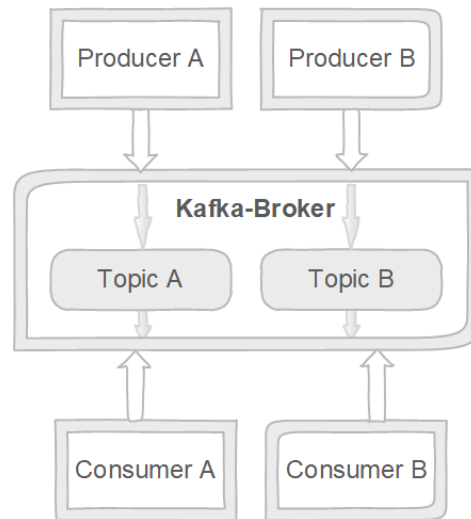 Producer A
Producer B
Kafka-Broker
Topic A
Topic B
Consumer A
Consumer B